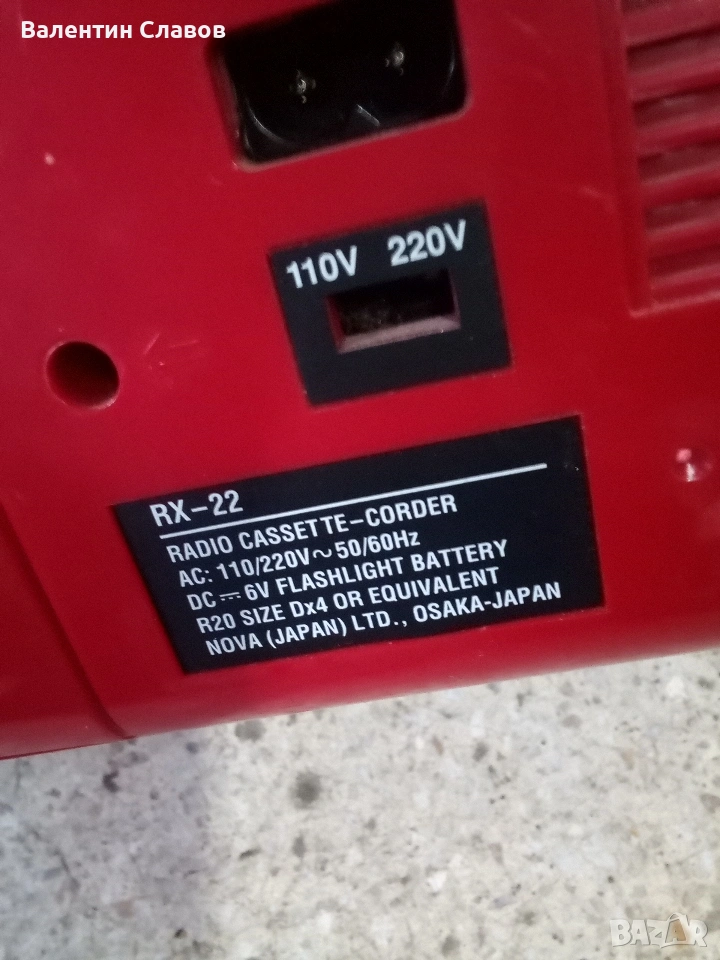 Валентин Славов
110V 220V
RX-22
RADIO CASSETTE-CORDER
AC: 110/220V~50/60Hz
DC⎓6V FLASHLIGHT BATTERY
R20 SIZE Dx4 OR EQUIVALENT
NOVA (JAPAN) LTD., OSAKA-JAPAN
BAZAR